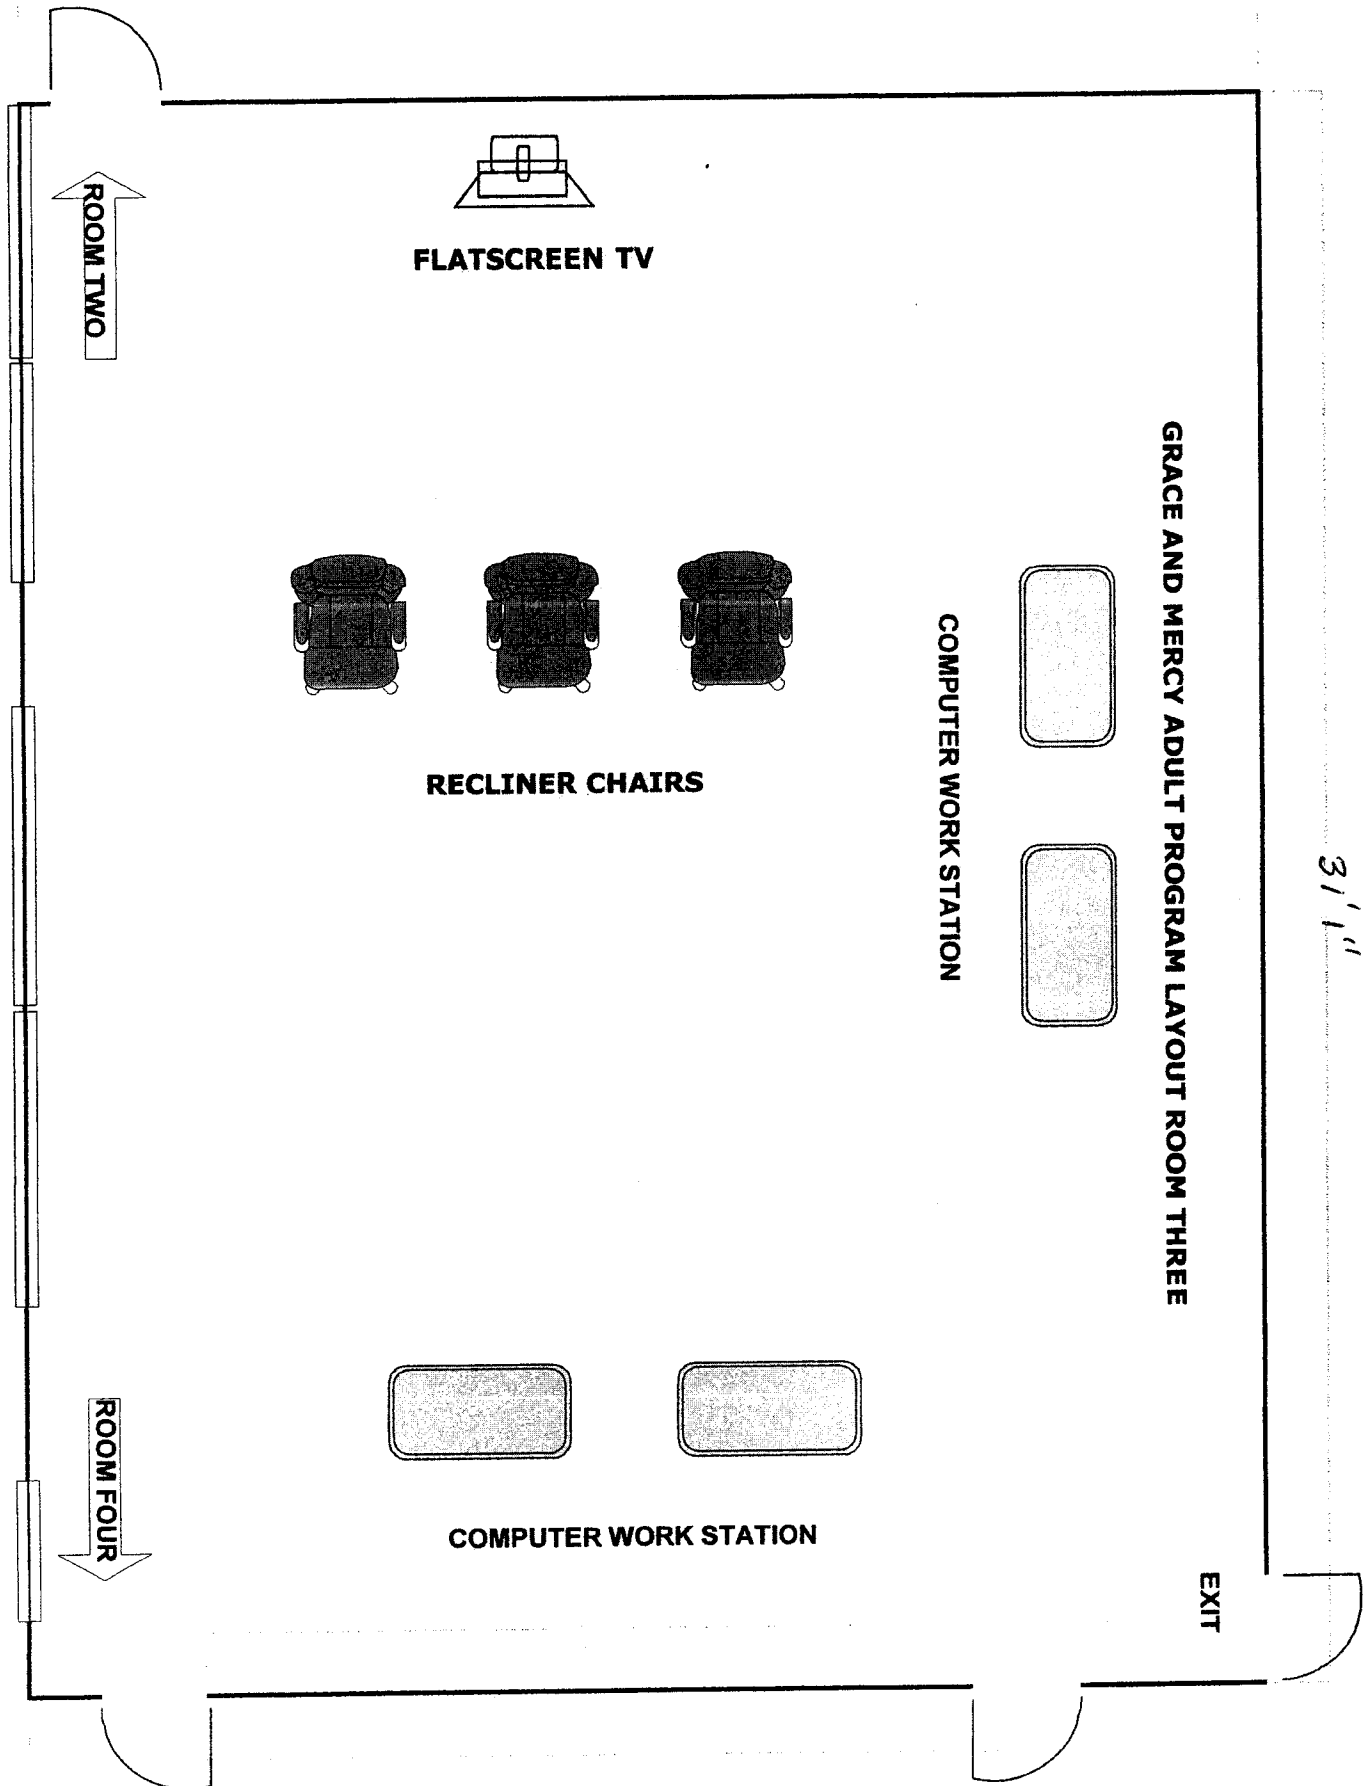 GRACE AND MERCY ADULT PROGRAM LAYOUT ROOM THREE
31'1"
ROOM TWO
FLATSCREEN TV
RECLINER CHAIRS
COMPUTER WORK STATION
COMPUTER WORK STATION
ROOM FOUR
EXIT